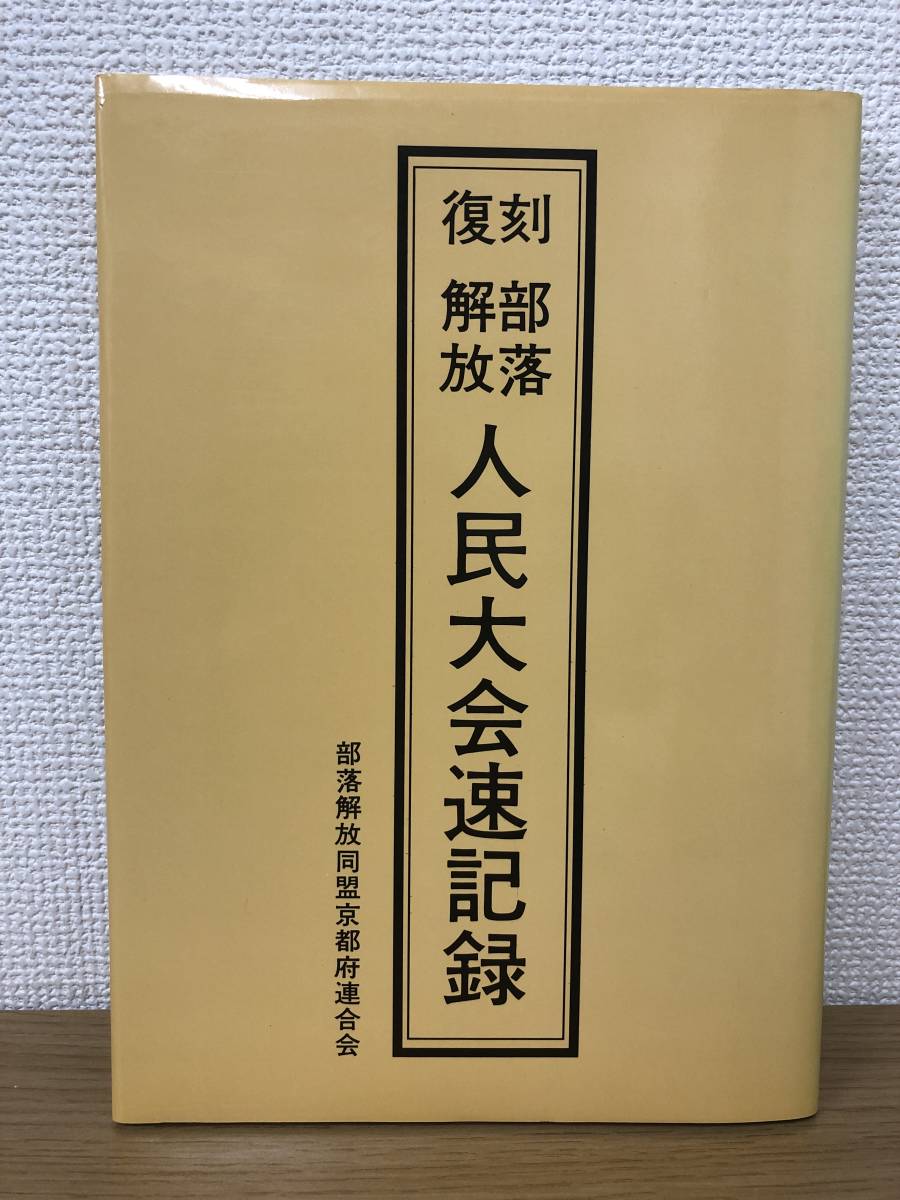 復刻
部落
解放
人民大会速記録
部落解放同盟京都府連合会